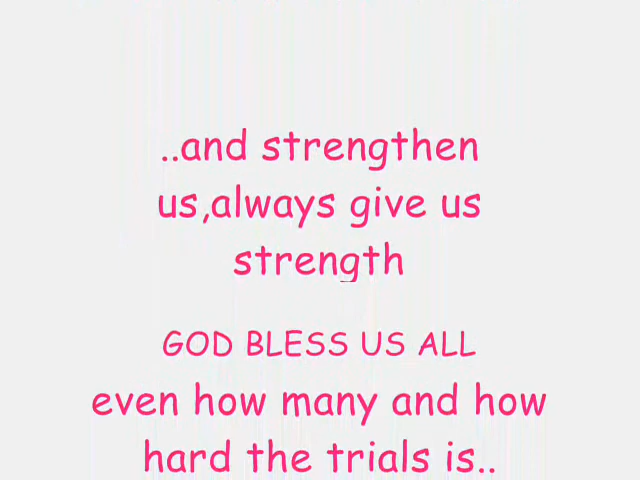 ..and strengthen
us,always give us
strength
GOD BLESS US ALL
even how many and how
hard the trials is..